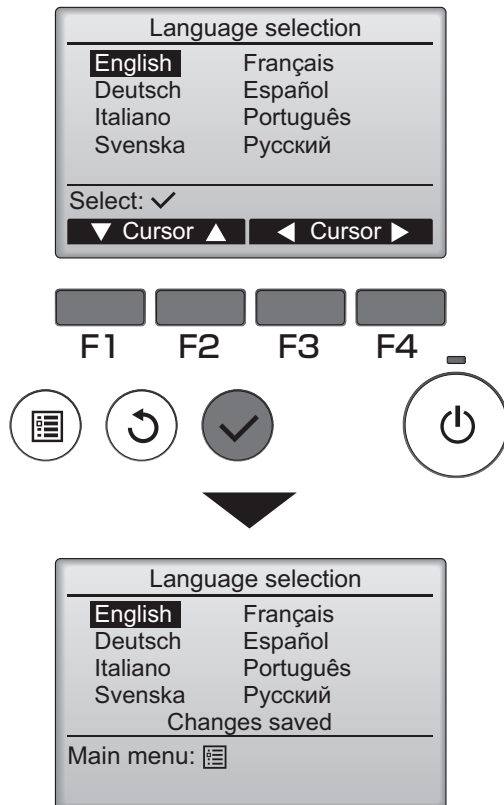 Language selection
English Français
Deutsch Español
Italiano Português
Svenska Русский
Select: ✓
▼ Cursor ▲ ◀ Cursor ▶
F1 F2 F3 F4
Language selection
English Français
Deutsch Español
Italiano Português
Svenska Русский
Changes saved
Main menu: